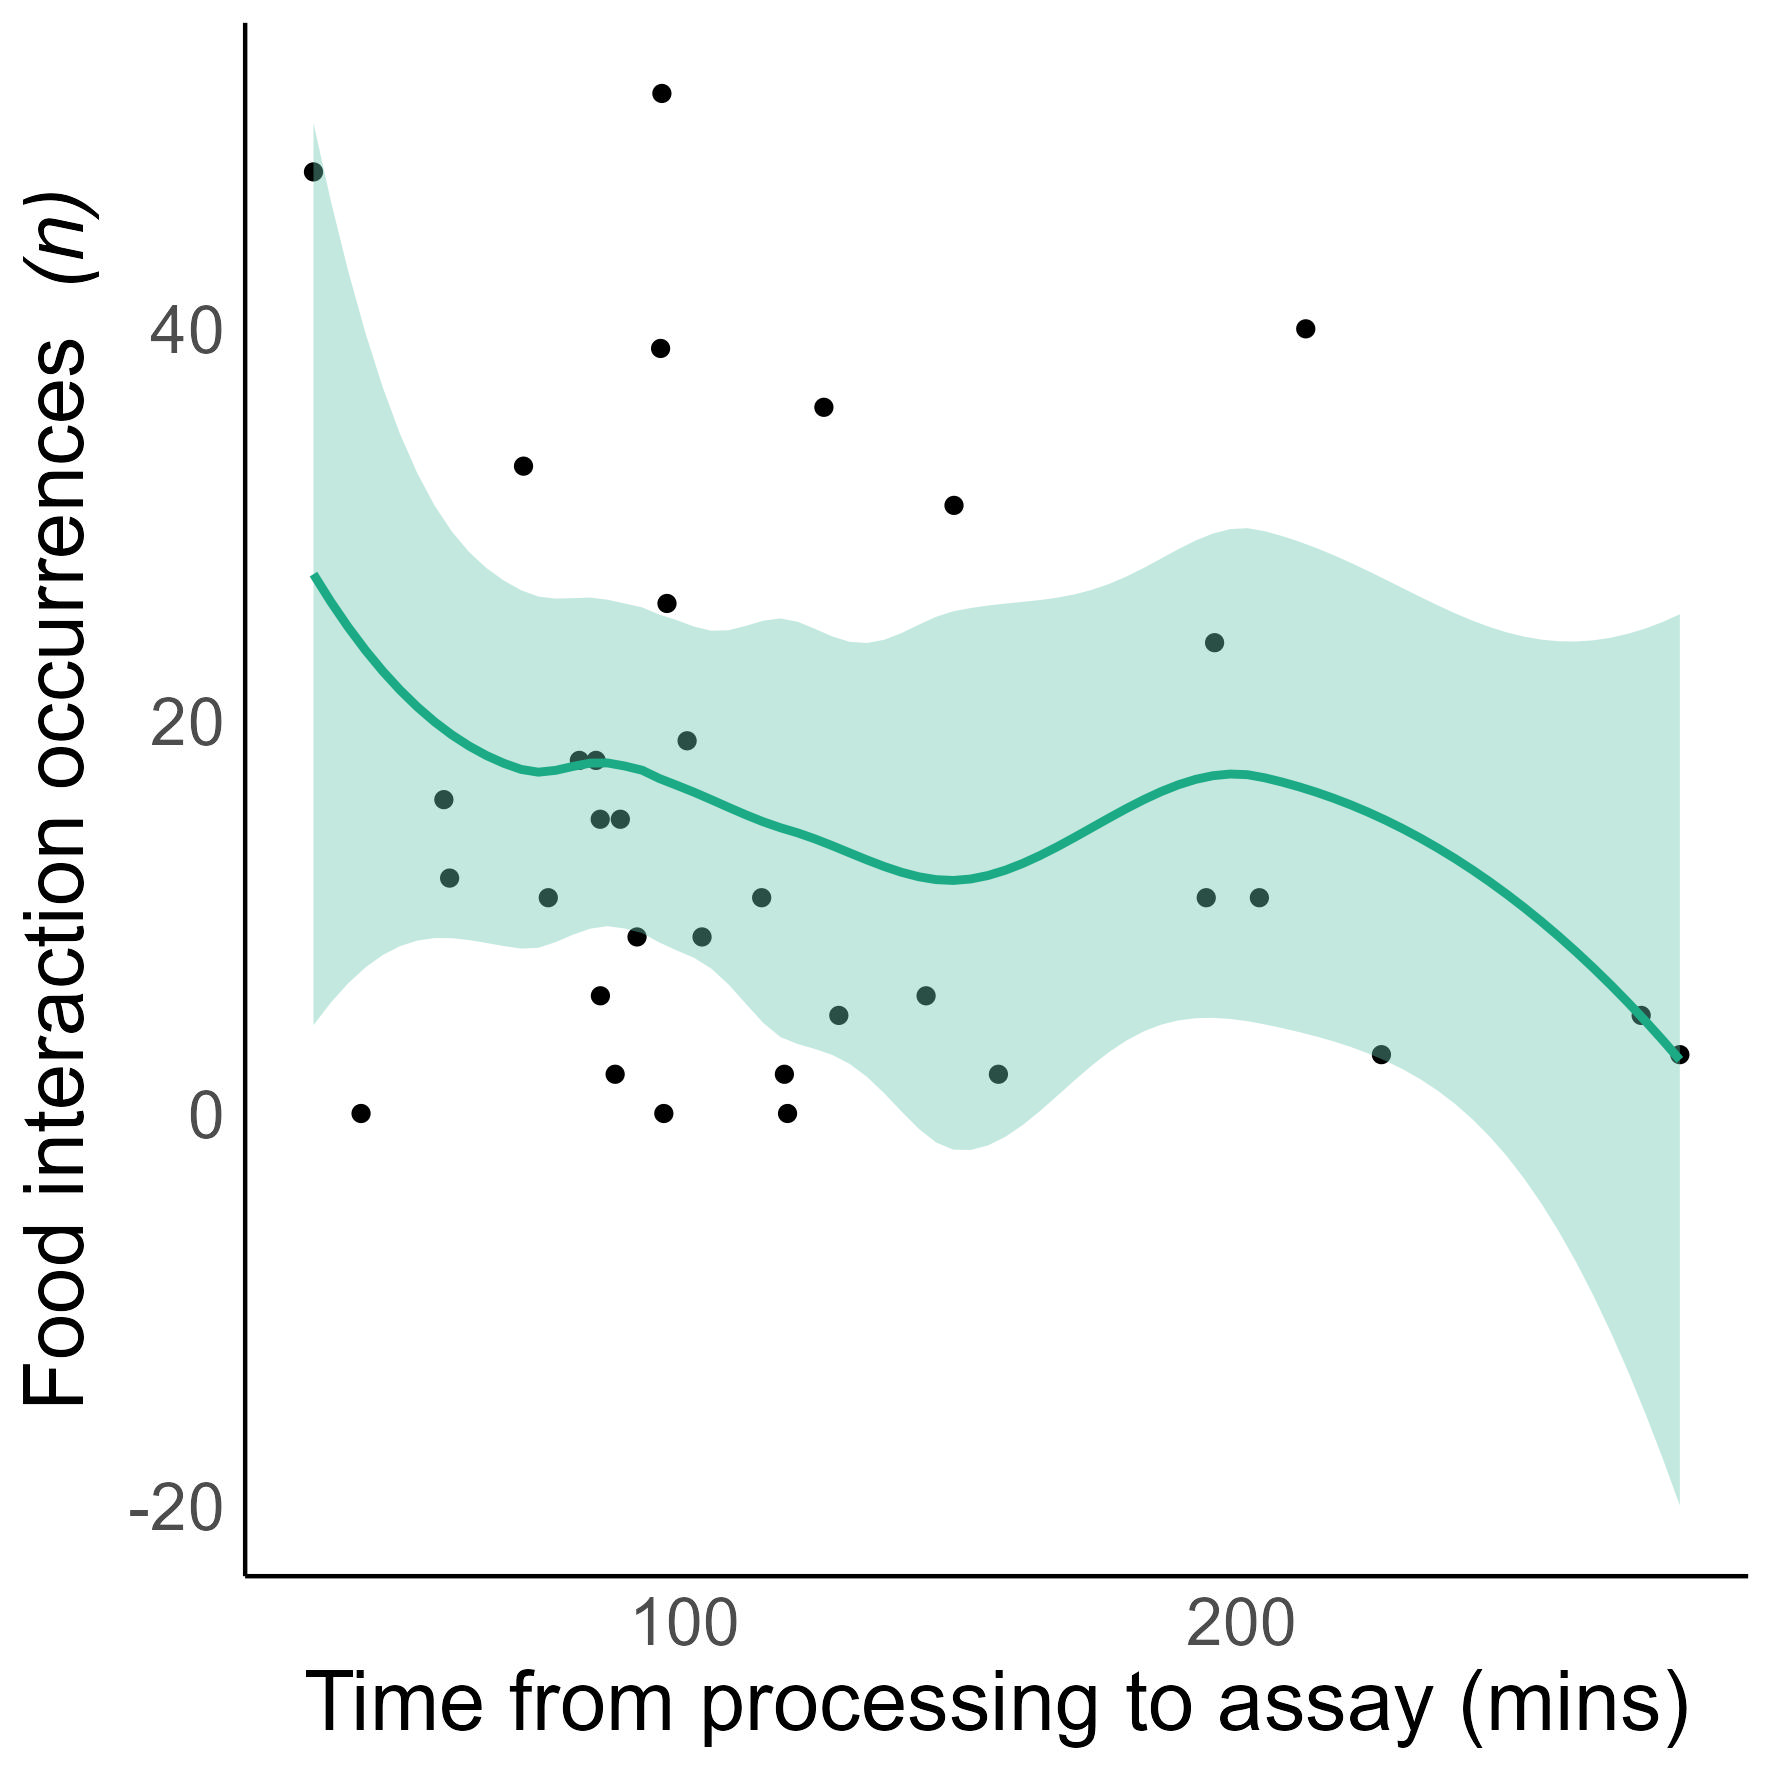 Food interaction occurrences (n)
40
20
0
-20
100 200
Time from processing to assay (mins)